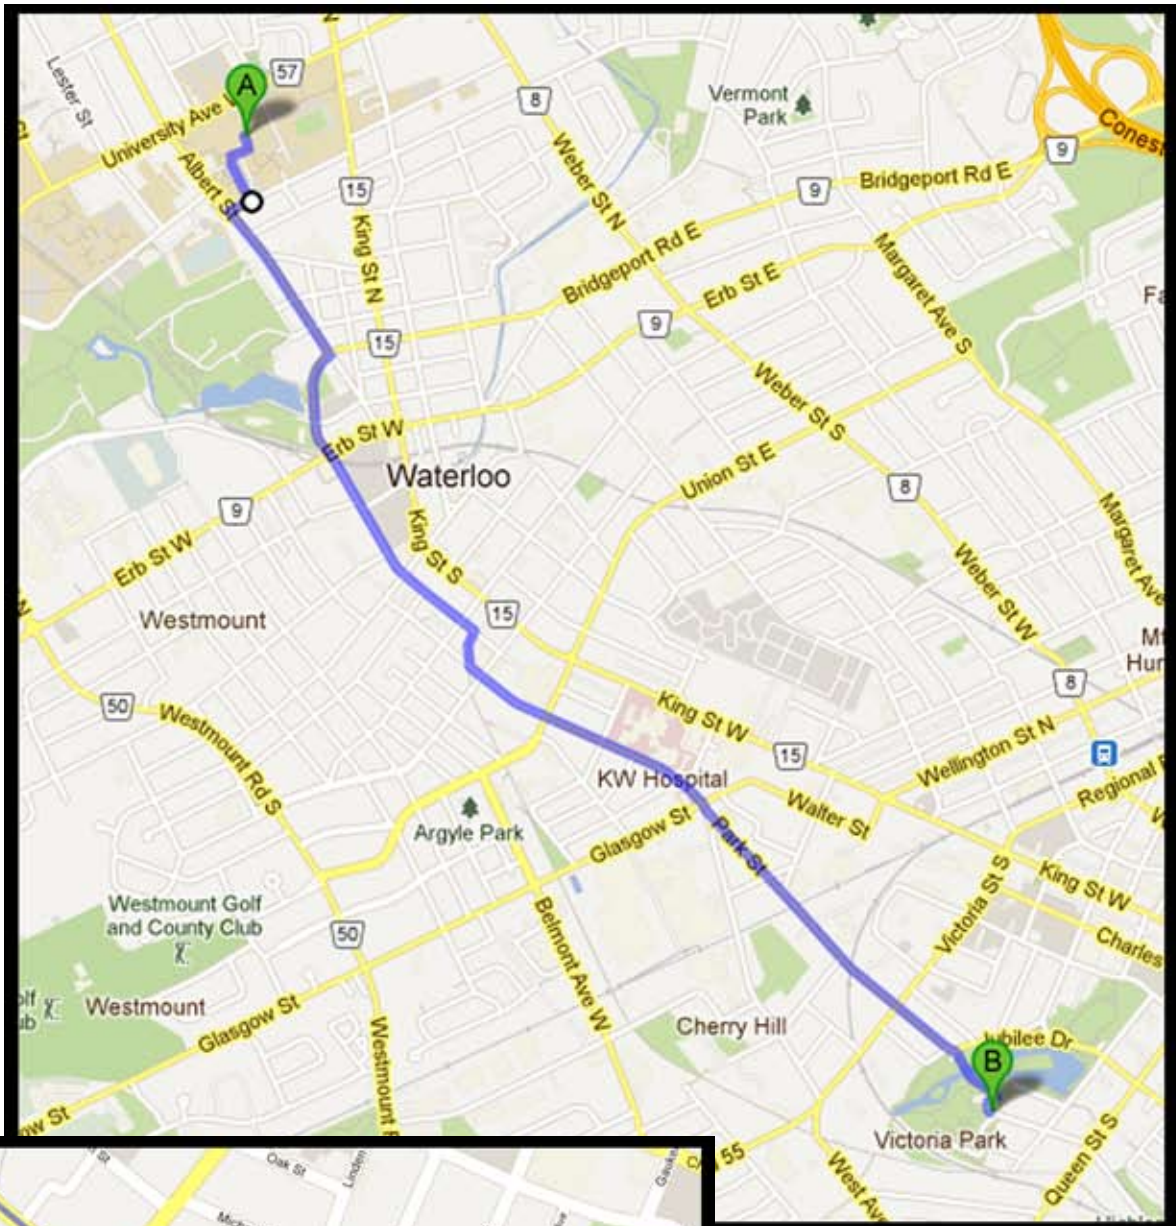 Lester St
University Ave
A
57
Albert St
15
King St N
8
Weber St N
Vermont
Park
9
Bridgeport Rd E
9
Bridgeport Rd E
Erb St E
9
Margaret Ave S
15
Weber St S
Erb St W
Waterloo
Union St E
8
9
Erb St W
King St S
15
Westmount
Margaret Ave
Weber St W
8
50
Westmount Rd S
King St W
15
Wellington St N
KW Hospital
Walter St
Regional
Argyle Park
Glasgow St
Park St
King St W
Westmount Golf
and County Club
50
Belmont Ave W
Victoria St S
Charles
Westmount
Glasgow St
Cherry Hill
Westmount
Jubilee Dr
B
Victoria Park
Queen St S
55
West Ave
Oak St
Linden